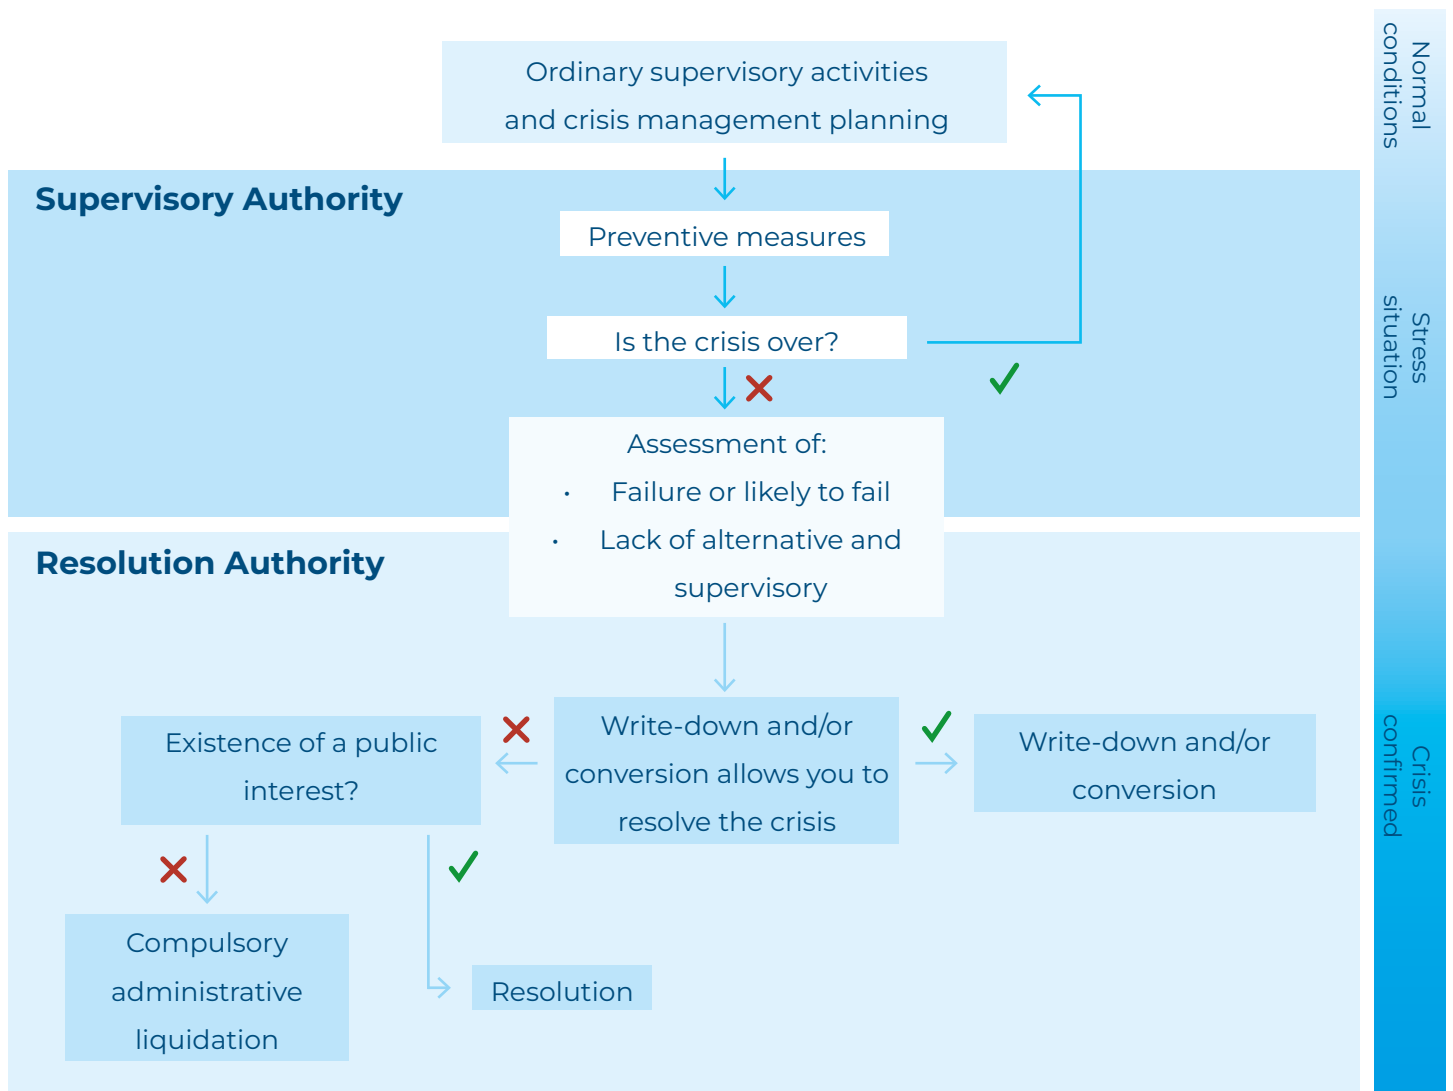 Ordinary supervisory activities
and crisis management planning
Supervisory Authority
Preventive measures
Is the crisis over?
Assessment of:
• Failure or likely to fail
• Lack of alternative and
supervisory
Resolution Authority
Existence of a public
interest?
Write-down and/or
conversion allows you to
resolve the crisis
Write-down and/or
conversion
Compulsory
administrative
liquidation
Resolution
Normal
conditions
Stress
situation
Crisis
confirmed